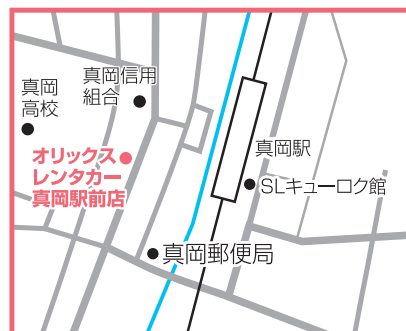 真岡信用
組合
真岡
高校
オリックス
レンタカー
真岡駅前店
真岡駅
SLキューロク館
真岡郵便局